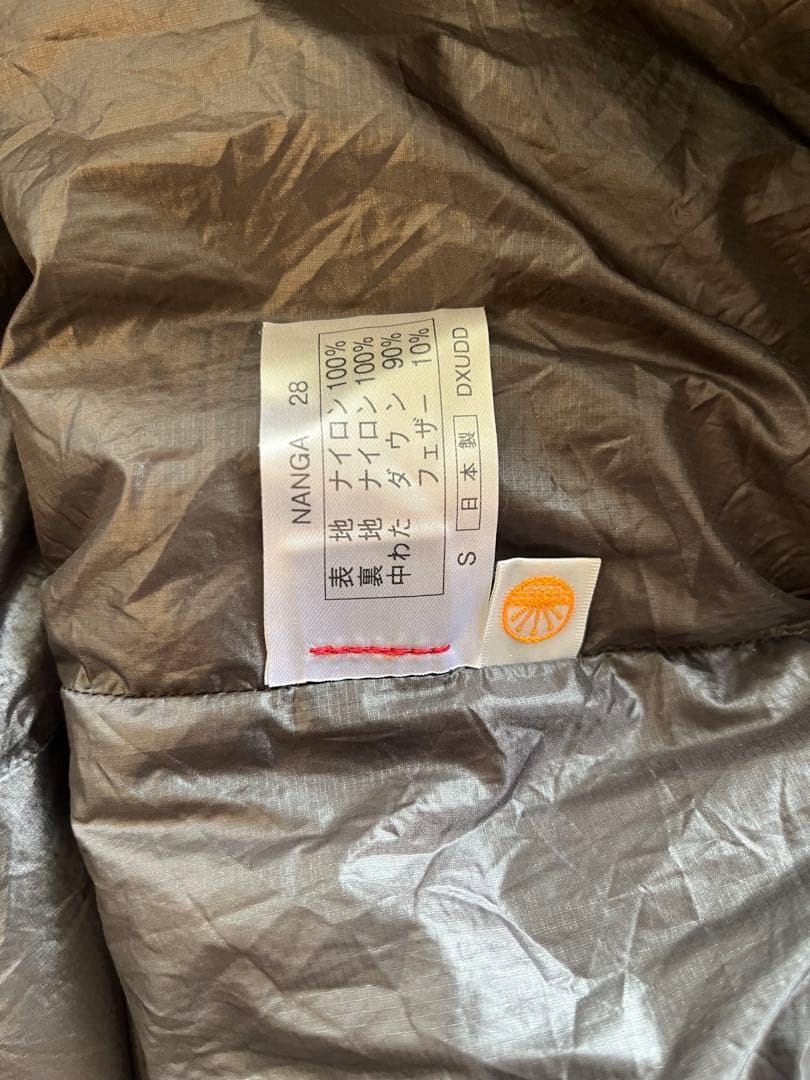 NANGA 28
表 地 ナイロン 100%
裏 地 ナイロン 100%
中わた ダウン 90%
フェザー 10%
S 日本製 DXUDD